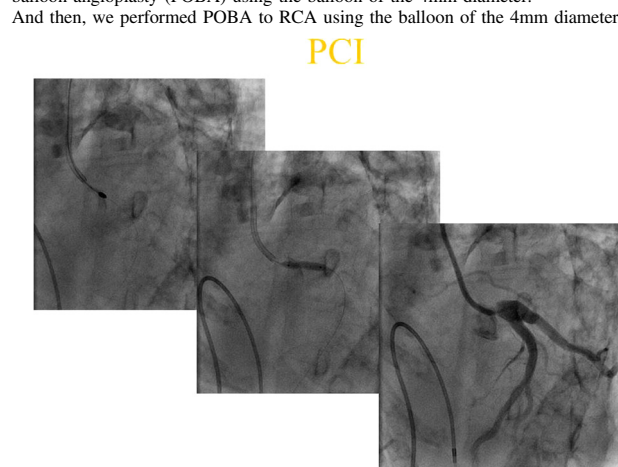 balloon angioplasty (POBA) using the balloon of the 4mm diameter.
And then, we performed POBA to RCA using the balloon of the 4mm diameter
PCI